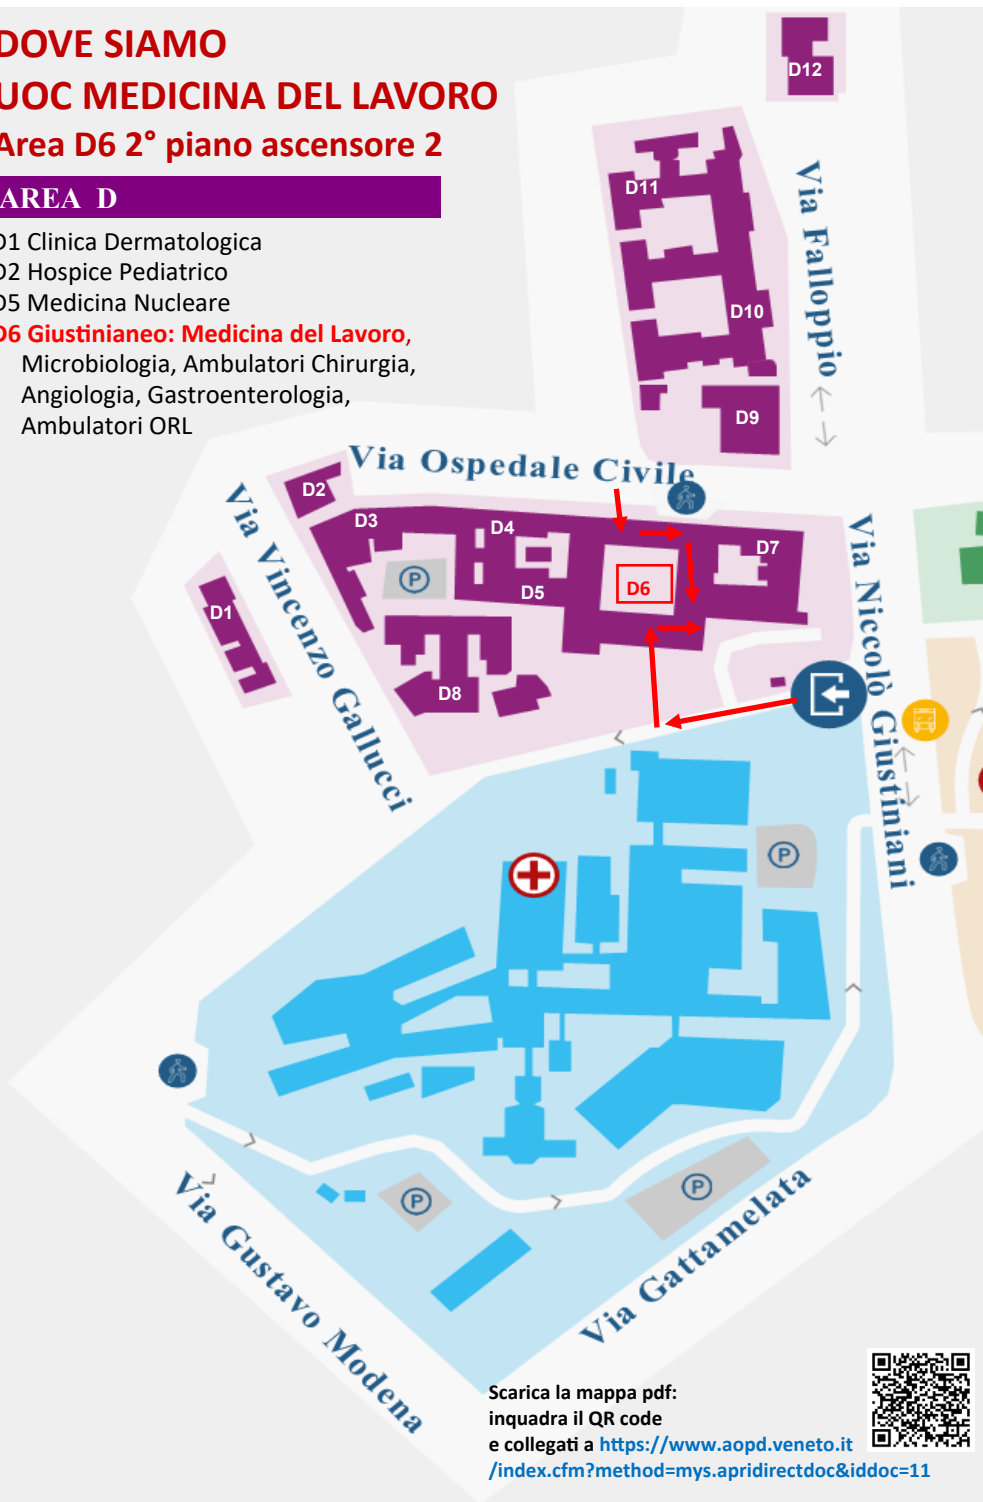 DOVE SIAMO
UOC MEDICINA DEL LAVORO
Area D6 2° piano ascensore 2
AREA D
D1 Clinica Dermatologica
D2 Hospice Pediatrico
D5 Medicina Nucleare
D6 Giustinianeo: Medicina del Lavoro,
Microbiologia, Ambulatori Chirurgia,
Angiologia, Gastroenterologia,
Ambulatori ORL
D12
D11
D10
D9
Via Falloppio
Via Ospedale Civile
D2
D3
D4
D5
D6
D7
D1
D8
P
Via Vincenzo Gallucci
Via Niccolò Giustiniani
P
P
P
Via Gustavo Modena
Via Gattamelata
Scarica la mappa pdf:
inquadra il QR code
e collegati a https://www.aopd.veneto.it
/index.cfm?method=mys.apridirectdoc&iddoc=11